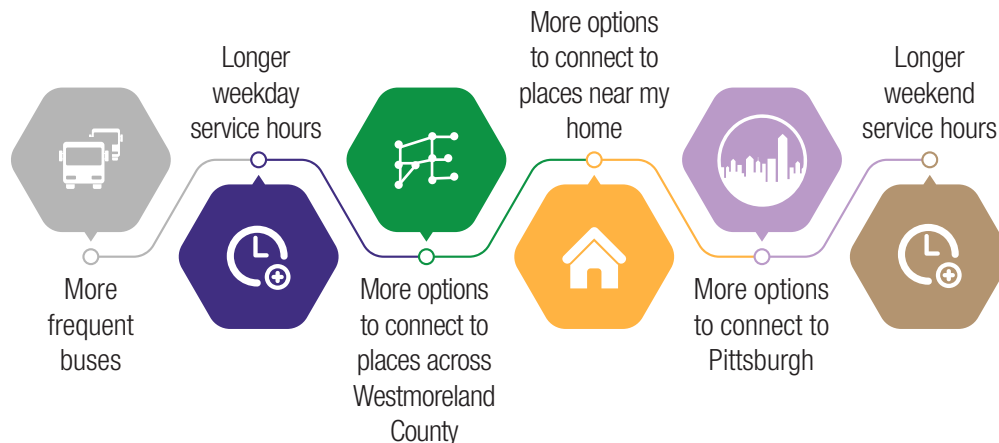 More
frequent
buses
Longer
weekday
service hours
More options
to connect to
places across
Westmoreland
County
More options
to connect to
places near my
home
More options
to connect to
Pittsburgh
Longer
weekend
service hours